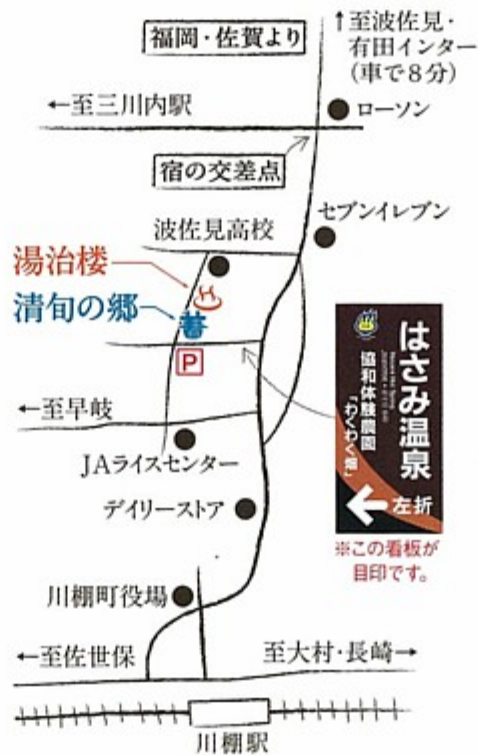 福岡・佐賀より
↑至波佐見・
有田インター
(車で8分)
←至三川内駅
ローソン
宿の交差点
セブンイレブン
波佐見高校
湯治楼
清旬の郷
P
はさみ温泉
協和体験農園
「わくわく畑」
左折
※この看板が
目印です。
←至早岐
JAライスセンター
デイリーストア
川棚町役場
←至佐世保
至大村・長崎→
川棚駅